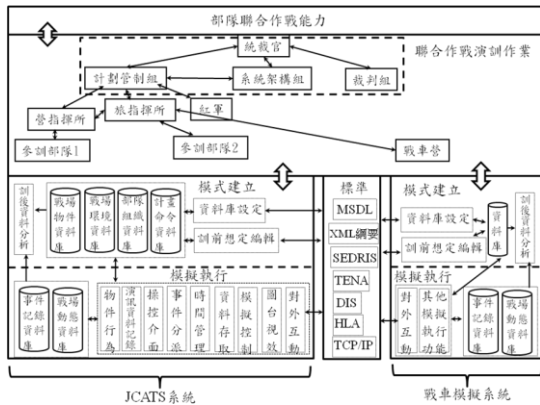 部隊聯合作戰能力
聯合作戰演訓作業
統裁官
計劃管制組
系統架構組
裁判組
營指揮所
旅指揮所
紅軍
參訓部隊1
參訓部隊2
戰車營
訓後資料分析
戰場物件資料庫
戰場環境資料庫
部隊組織資料庫
計畫命令資料庫
模式建立
資料庫設定
訓前想定編輯
模擬執行
事件記錄資料庫
戰場動態資料庫
物件行為
演訊資料記錄
操控介面
事件分派
時間管理
資料存取
模擬控制
圖台視效
對外互動
標準
MSDL
XML綱要
SEDRIS
TENA
DIS
HLA
TCP/IP
模式建立
資料庫設定
訓前想定編輯
資料庫
訓後資料分析
模擬執行
對外互動
其他模擬執行功能
事件記錄資料庫
戰場動態資料庫
JCATS系統
戰車模擬系統